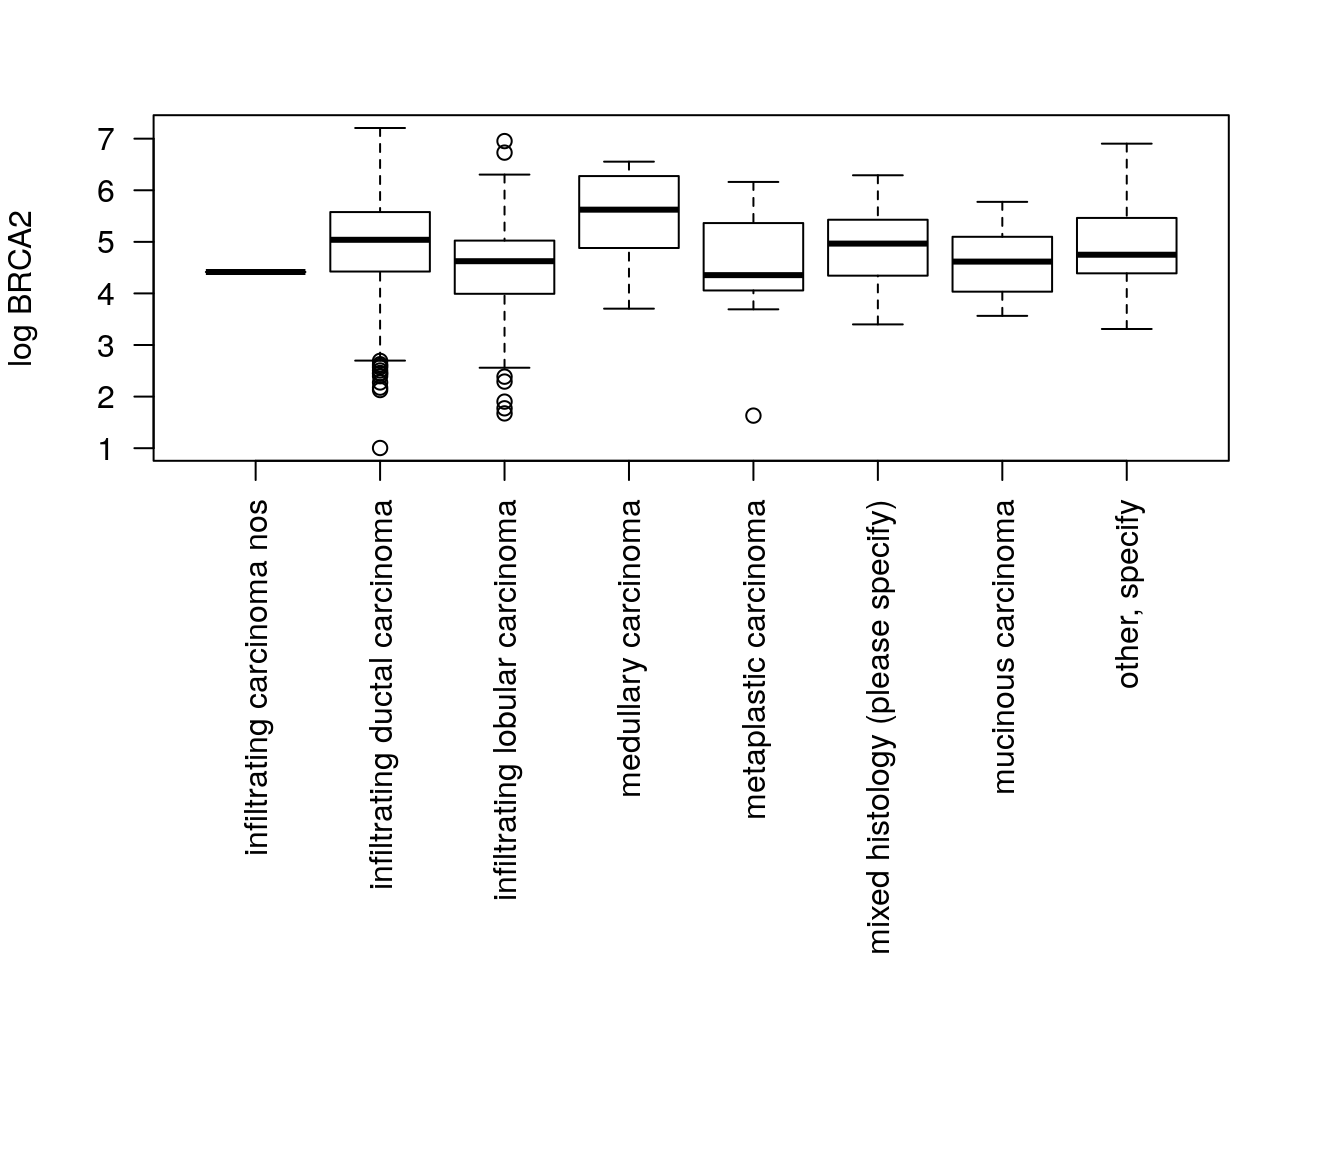 log BRCA2
7
6
5
4
3
2
1
infiltrating carcinoma nos
infiltrating ductal carcinoma
infiltrating lobular carcinoma
medullary carcinoma
metaplastic carcinoma
mixed histology (please specify)
mucinous carcinoma
other, specify